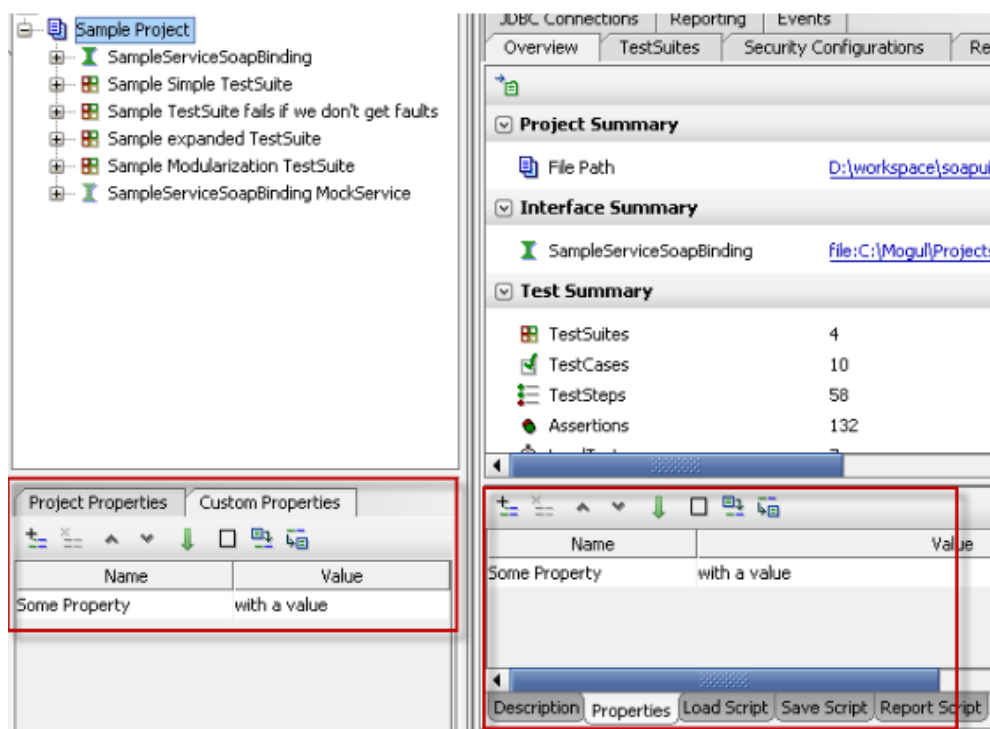 Sample Project
SampleServiceSoapBinding
Sample Simple TestSuite
Sample TestSuite fails if we don't get faults
Sample expanded TestSuite
Sample Modularization TestSuite
SampleServiceSoapBinding MockService
Project Properties Custom Properties
Name Value
Some Property with a value
JDBC Connections Reporting Events
Overview TestSuites Security Configurations Re
Project Summary
File Path D:\workspace\soapui
Interface Summary
SampleServiceSoapBinding file:C:\Mogul\Projects
Test Summary
TestSuites 4
TestCases 10
TestSteps 58
Assertions 132
Name Value
Some Property with a value
Description Properties Load Script Save Script Report Script